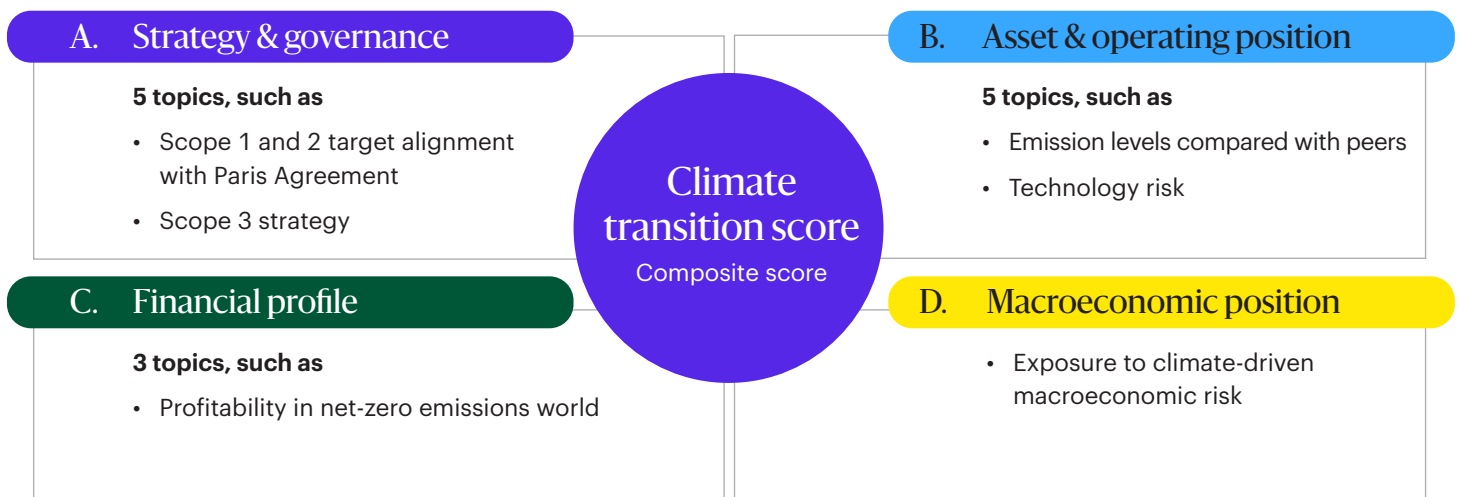 A. Strategy & governance
5 topics, such as
• Scope 1 and 2 target alignment
with Paris Agreement
• Scope 3 strategy
B. Asset & operating position
5 topics, such as
• Emission levels compared with peers
• Technology risk
Climate
transition score
Composite score
C. Financial profile
3 topics, such as
• Profitability in net-zero emissions world
D. Macroeconomic position
• Exposure to climate-driven
macroeconomic risk